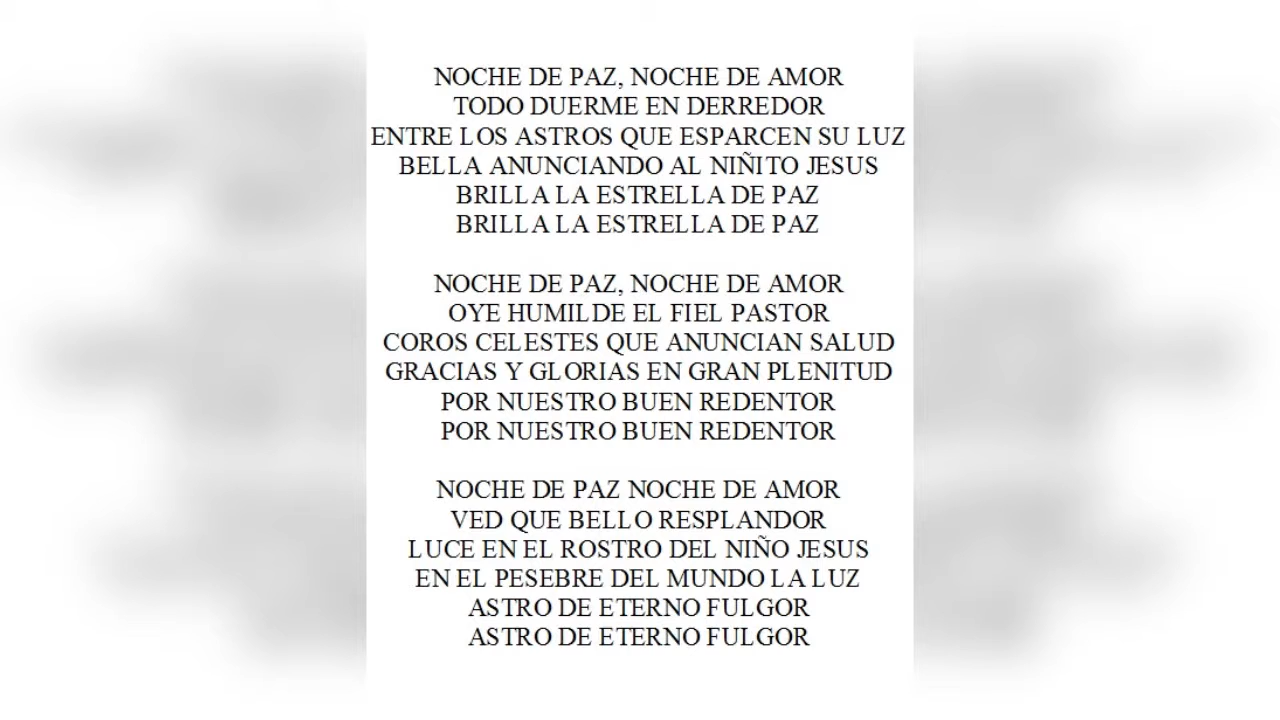 NOCHE DE PAZ, NOCHE DE AMOR
TODO DUERME EN DERREDOR
ENTRE LOS ASTROS QUE ESPARCEN SU LUZ
BELLA ANUNCIANDO AL NIÑITO JESUS
BRILLA LA ESTRELLA DE PAZ
BRILLA LA ESTRELLA DE PAZ
NOCHE DE PAZ, NOCHE DE AMOR
OYE HUMILDE EL FIEL PASTOR
COROS CELESTES QUE ANUNCIAN SALUD
GRACIAS Y GLORIAS EN GRAN PLENITUD
POR NUESTRO BUEN REDENTOR
POR NUESTRO BUEN REDENTOR
NOCHE DE PAZ NOCHE DE AMOR
VED QUE BELLO RESPLANDOR
LUCE EN EL ROSTRO DEL NIÑO JESUS
EN EL PESEBRE DEL MUNDO LA LUZ
ASTRO DE ETERNO FULGOR
ASTRO DE ETERNO FULGOR